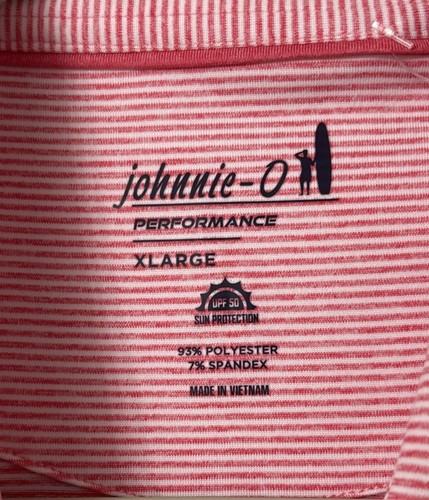 johnnie-O
PERFORMANCE
XLARGE
UPF 50
SUN PROTECTION
93% POLYESTER
7% SPANDEX
MADE IN VIETNAM